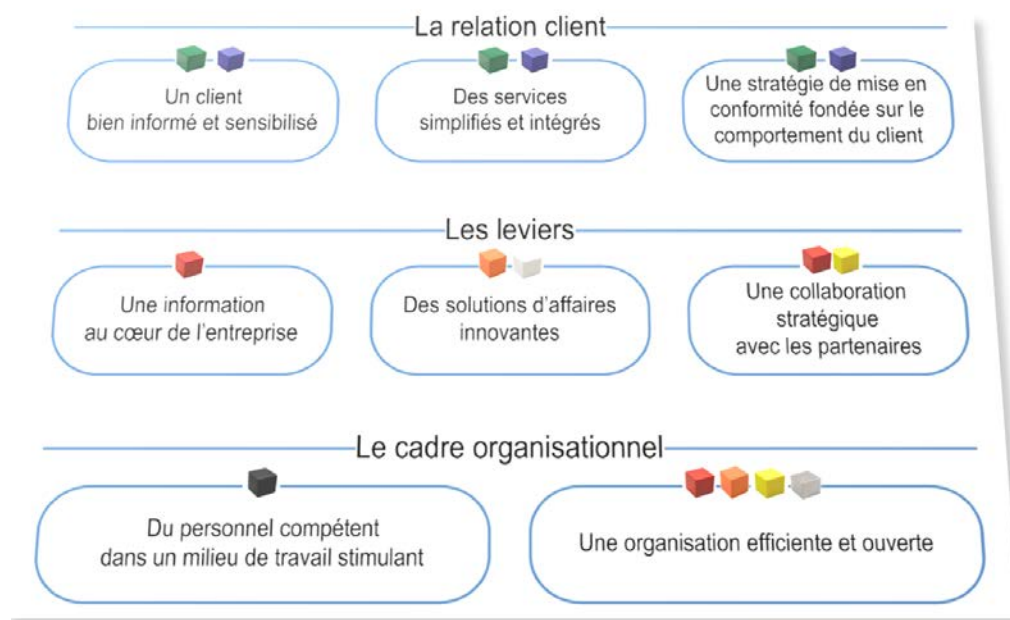 La relation client
Un client
bien informé et sensibilisé
Des services
simplifiés et intégrés
Une stratégie de mise en
conformité fondée sur le
comportement du client
Les leviers
Une information
au cœur de l'entreprise
Des solutions d'affaires
innovantes
Une collaboration
stratégique
avec les partenaires
Le cadre organisationnel
Du personnel compétent
dans un milieu de travail stimulant
Une organisation efficiente et ouverte